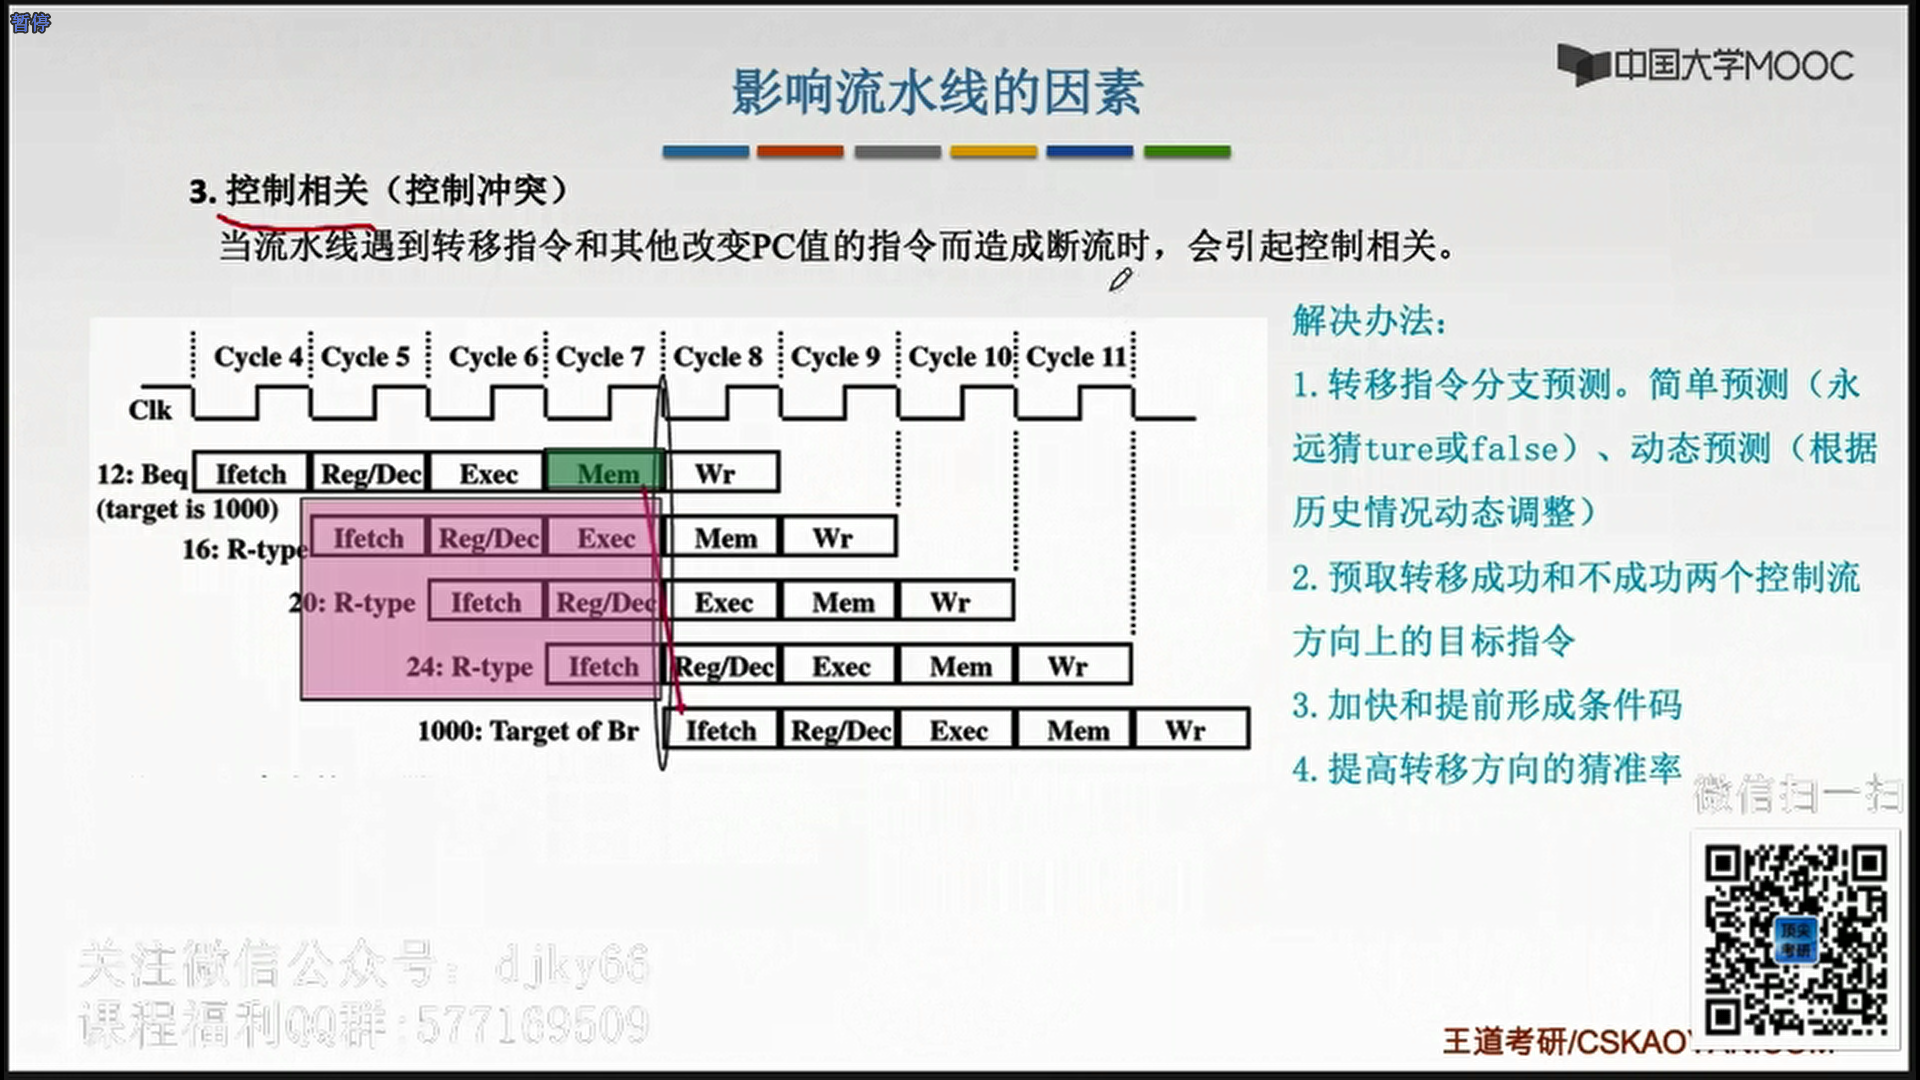 暂停
中国大学MOOC
影响流水线的因素
3. 控制相关（控制冲突）
当流水线遇到转移指令和其他改变PC值的指令而造成断流时，会引起控制相关。
Cycle 4 Cycle 5 Cycle 6 Cycle 7 Cycle 8 Cycle 9 Cycle 10 Cycle 11
Clk
12: Beq Ifetch Reg/Dec Exec Mem Wr
(target is 1000)
16: R-type Ifetch Reg/Dec Exec Mem Wr
20: R-type Ifetch Reg/Dec Exec Mem Wr
24: R-type Ifetch Reg/Dec Exec Mem Wr
1000: Target of Br Ifetch Reg/Dec Exec Mem Wr
解决办法：
1.转移指令分支预测。简单预测（永
远猜ture或false）、动态预测（根据
历史情况动态调整）
2.预取转移成功和不成功两个控制流
方向上的目标指令
3.加快和提前形成条件码
4.提高转移方向的猜准率
微信扫一扫
顶尖
考研
关注微信公众号：djky66
课程福利QQ群:577169509
王道考研/CSKAOYAN.COM